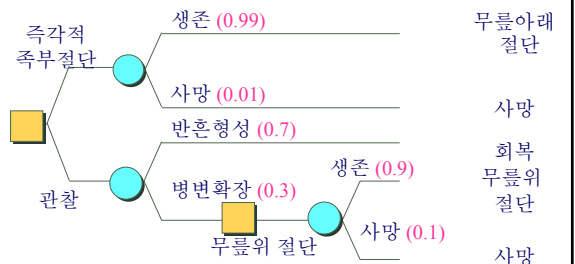 즉각적
족부절단
생존 (0.99)
무릎아래
절단
사망 (0.01)
사망
반흔형성 (0.7)
회복
관찰
병변확장 (0.3)
무릎위 절단
생존 (0.9)
무릎위
절단
사망 (0.1)
사망